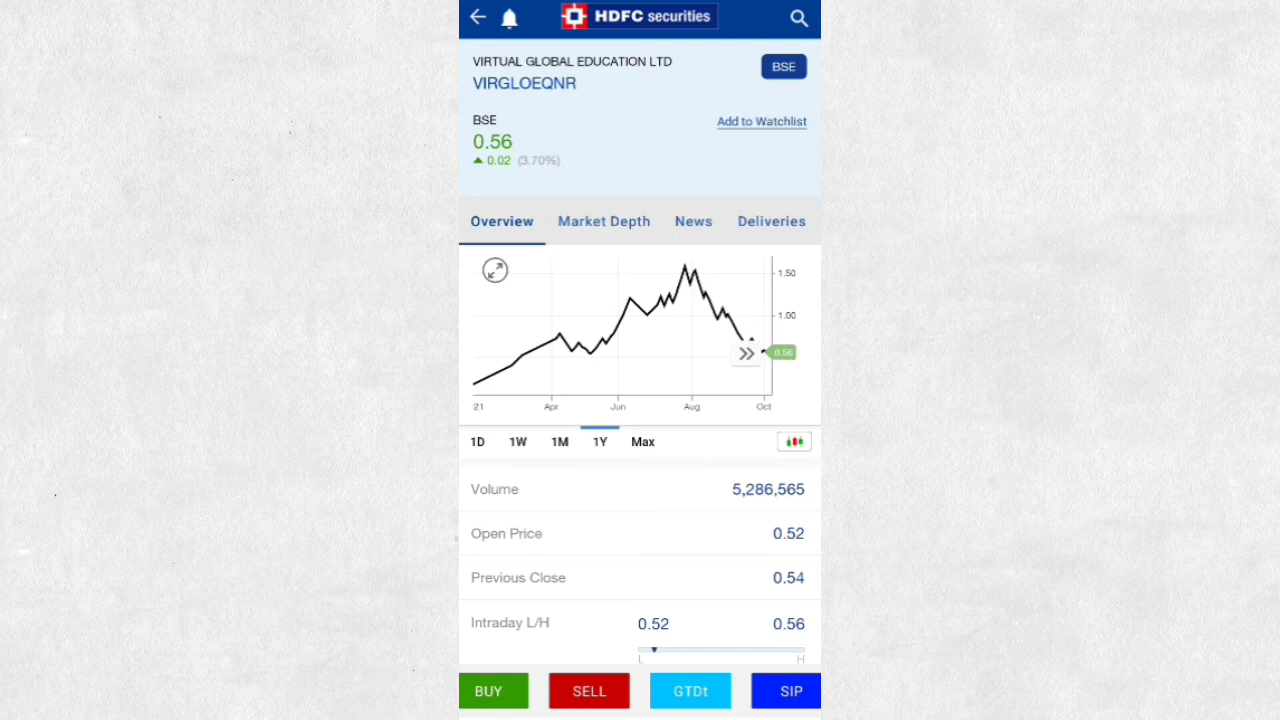 HDFC securities
VIRTUAL GLOBAL EDUCATION LTD
BSE
VIRGLOEQNR
BSE
Add to Watchlist
0.56
0.02 (3.70%)
Overview Market Depth News Deliveries
1.50
1.00
0.56
21 Apr Jun Aug Oct
1D 1W 1M 1Y Max
Volume 5,286,565
Open Price 0.52
Previous Close 0.54
Intraday L/H 0.52 0.56
L H
BUY SELL GTDt SIP